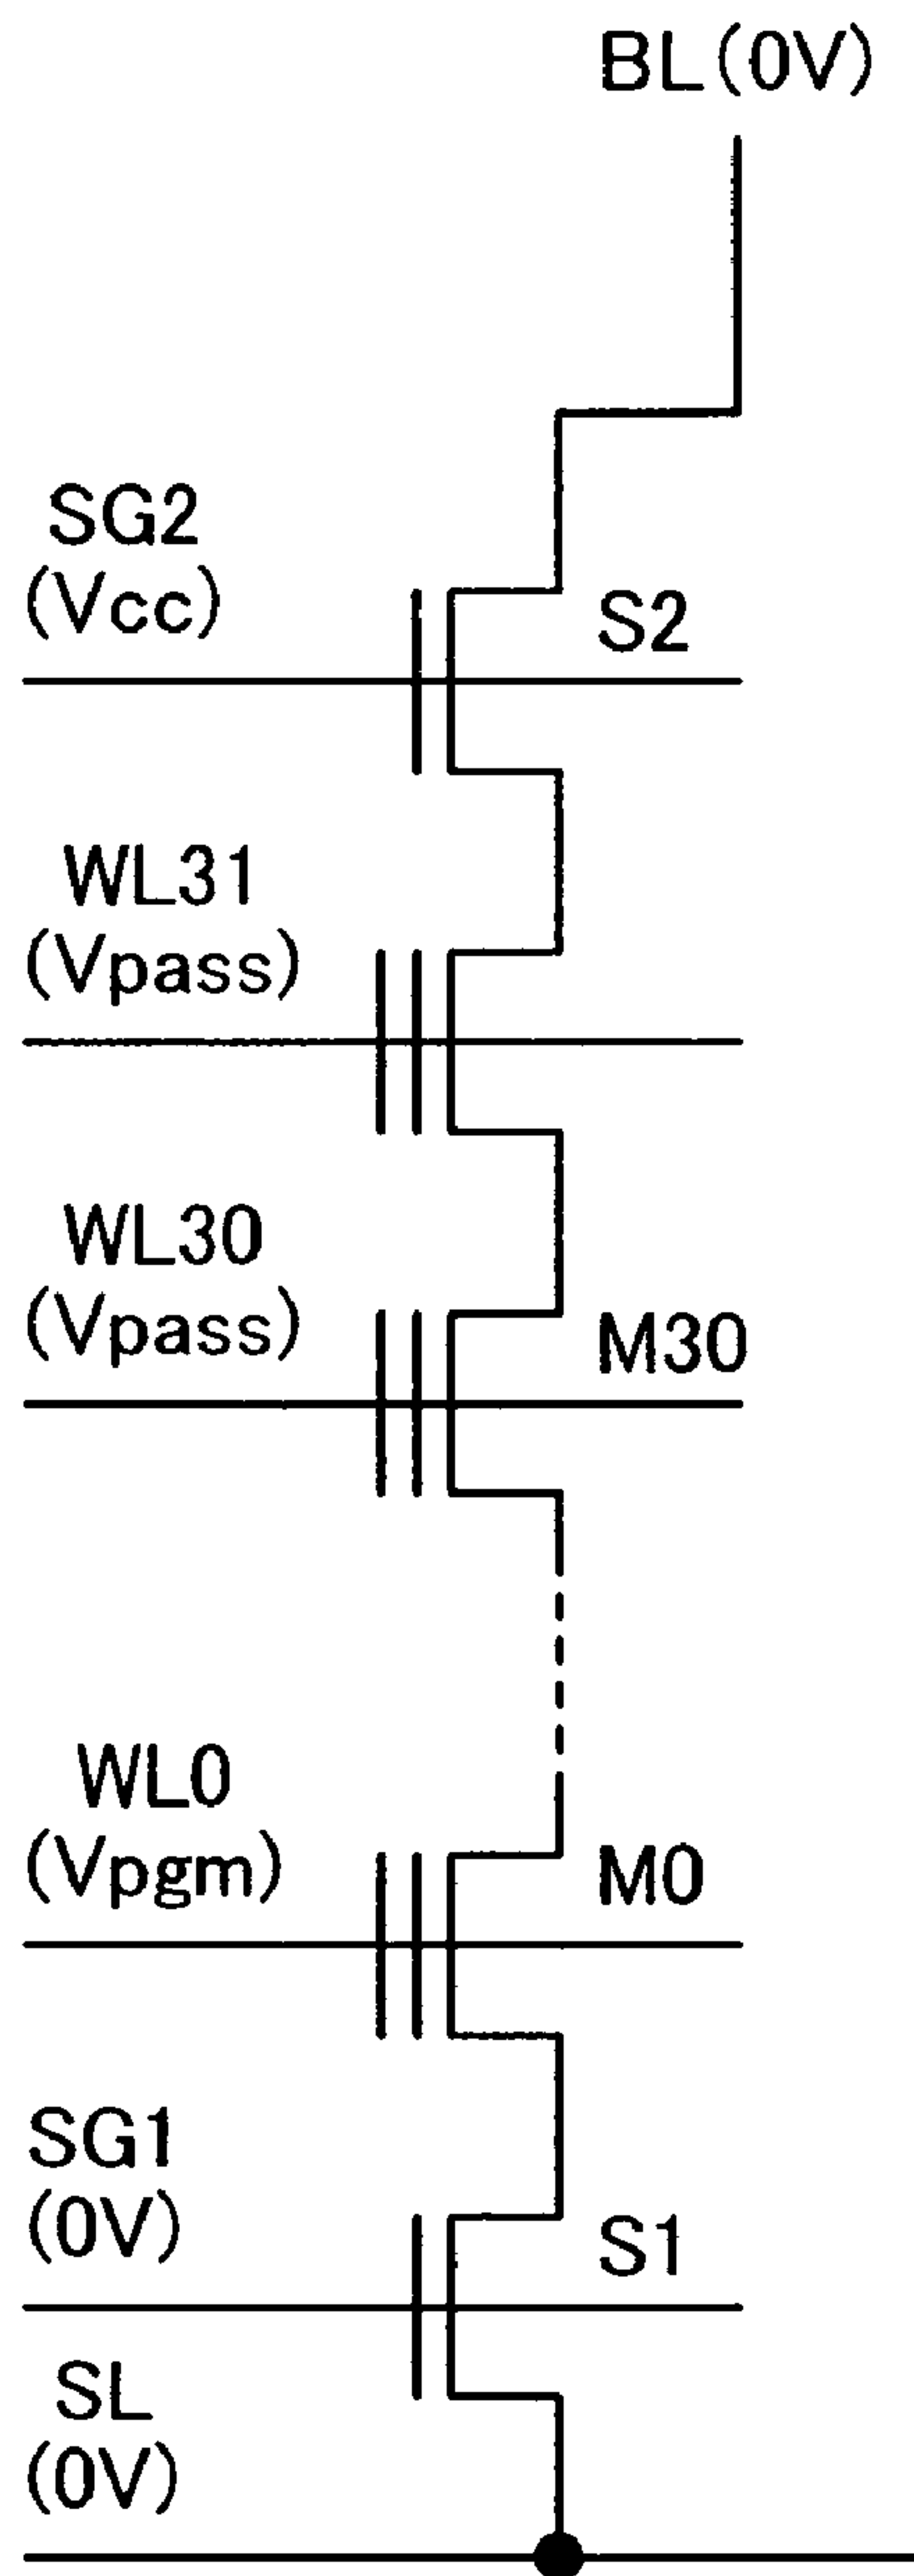 BL(0V)
SG2
(Vcc)
S2
WL31
(Vpass)
WL30
(Vpass)
M30
WL0
(Vpgm)
M0
SG1
(0V)
S1
SL
(0V)